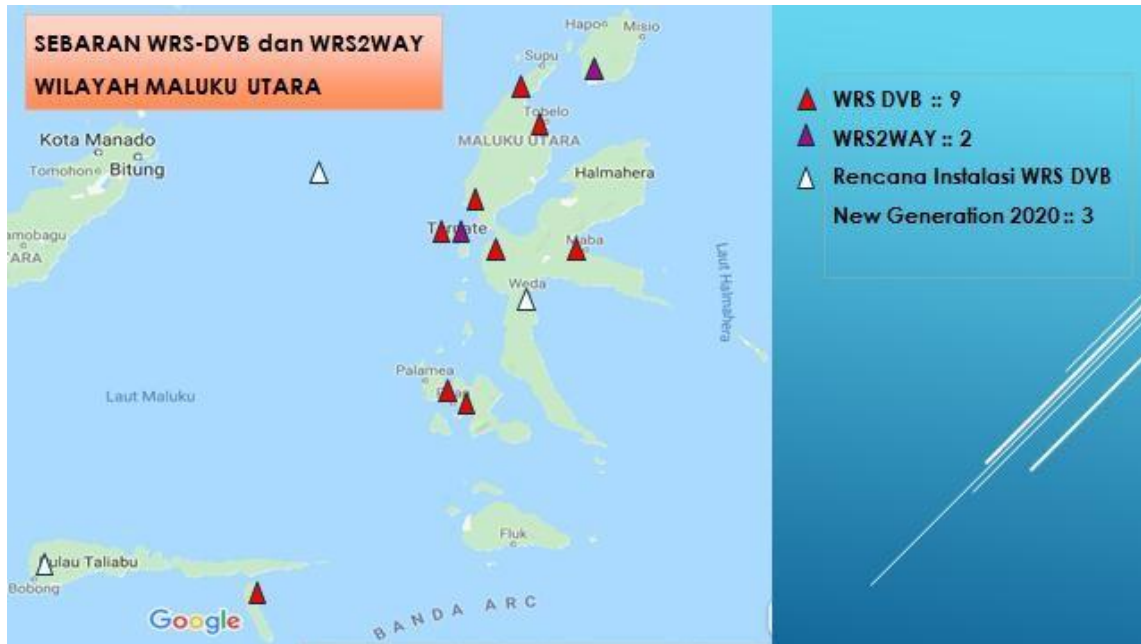 SEBARAN WRS-DVB dan WRS2WAY
WILAYAH MALUKU UTARA
Hapo
Misio
Supu
Tobelo
MALUKU UTARA
Kota Manado
Tomohon
Bitung
Halmahera
amobagu
TARA
Maba
Weda
Laut Halmahera
Palamea
Laut Maluku
Fluk
Pulau Taliabu
Bobong
Google
BANDA ARC
WRS DVB :: 9
WRS2WAY :: 2
Rencana Instalasi WRS DVB
New Generation 2020 :: 3